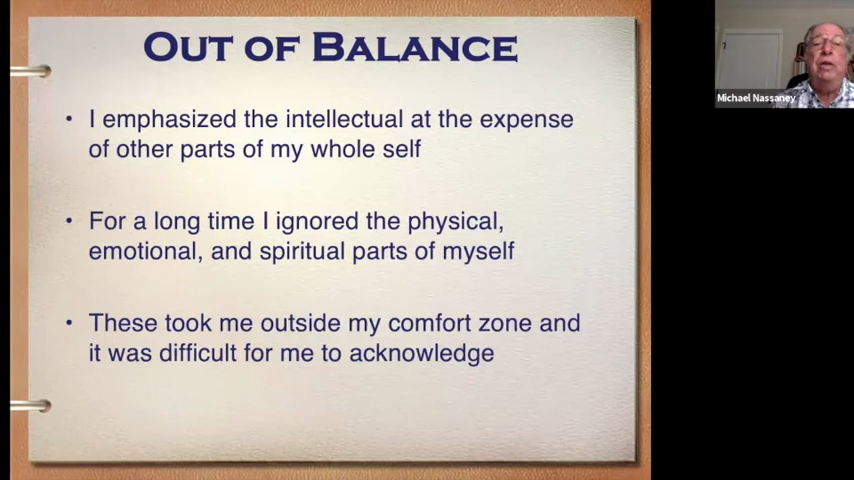 OUT OF BALANCE
• I emphasized the intellectual at the expense
of other parts of my whole self
• For a long time I ignored the physical,
emotional, and spiritual parts of myself
• These took me outside my comfort zone and
it was difficult for me to acknowledge
Michael Nassaney